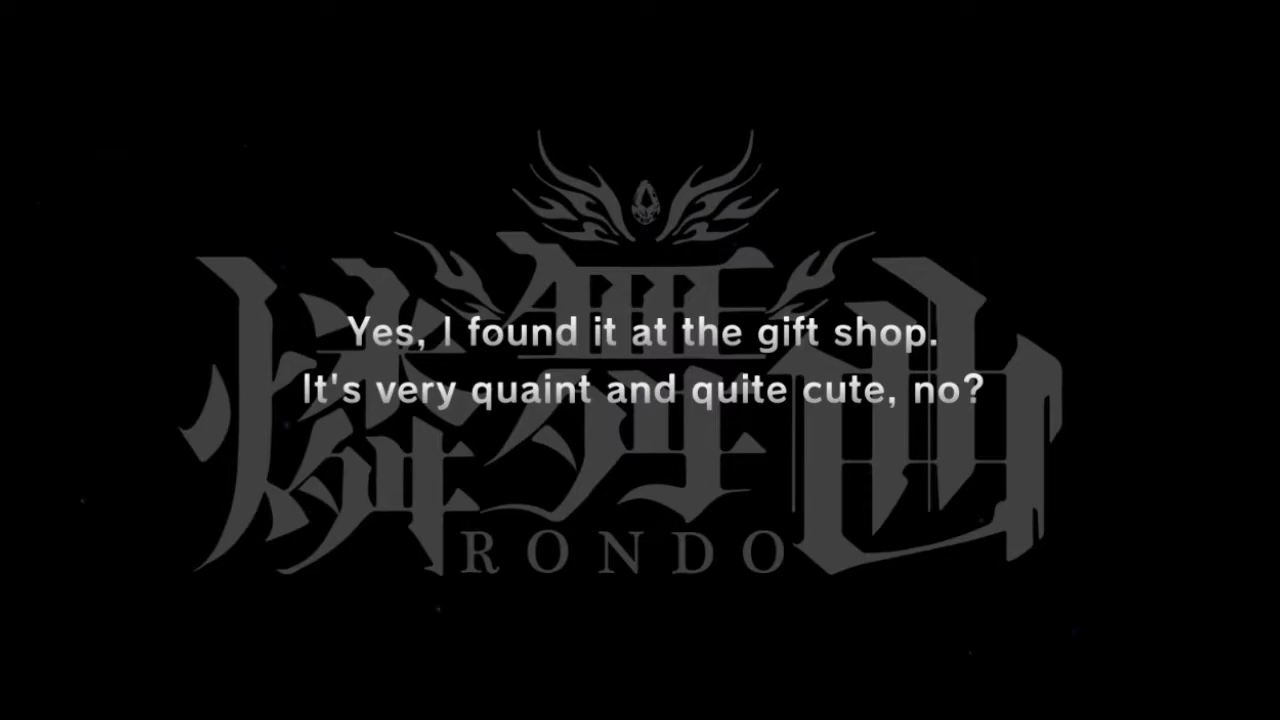 燐舞曲
Yes, I found it at the gift shop.
It's very quaint and quite cute, no?
RONDO